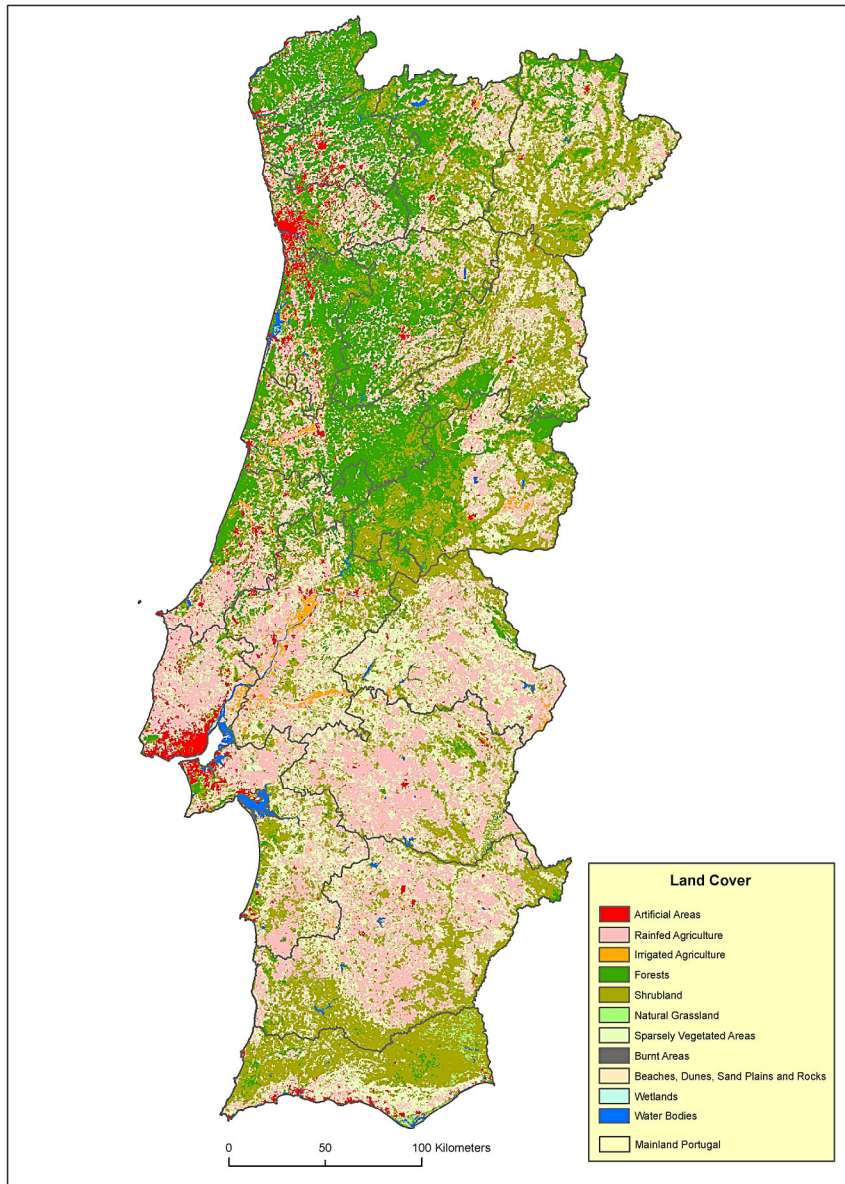 Land Cover
Artificial Areas
Rainfed Agriculture
Irrigated Agriculture
Forests
Shrubland
Natural Grassland
Sparsely Vegetated Areas
Burnt Areas
Beaches, Dunes, Sand Plains and Rocks
Wetlands
Water Bodies
Mainland Portugal
0 50 100 Kilometers